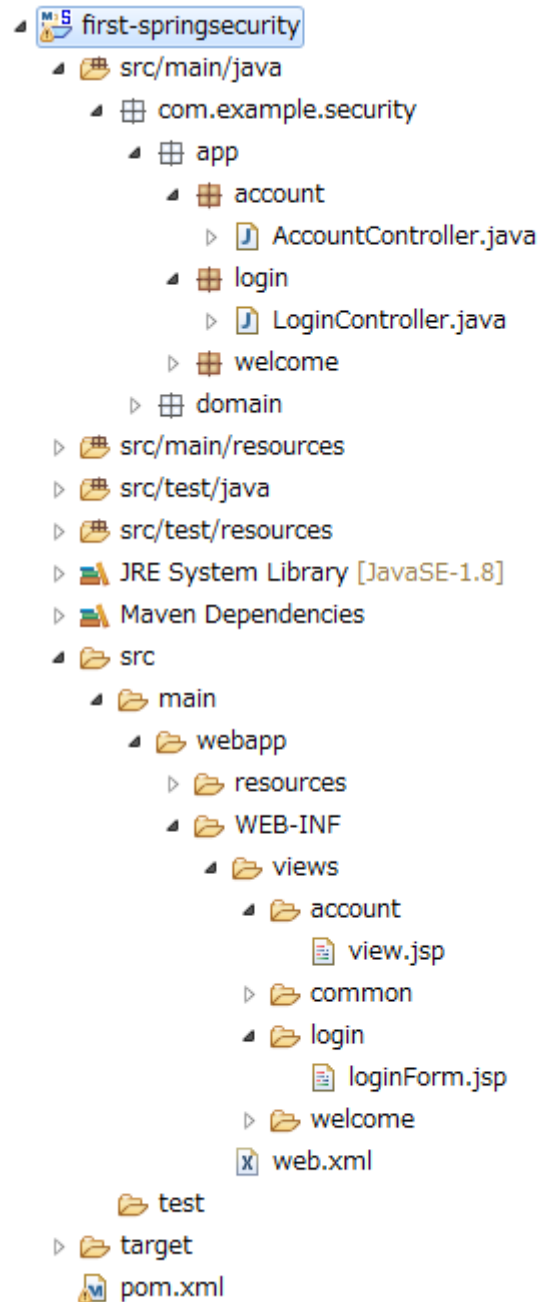 first-springsecurity
src/main/java
com.example.security
app
account
AccountController.java
login
LoginController.java
welcome
domain
src/main/resources
src/test/java
src/test/resources
JRE System Library [JavaSE-1.8]
Maven Dependencies
src
main
webapp
resources
WEB-INF
views
account
view.jsp
common
login
loginForm.jsp
welcome
web.xml
test
target
pom.xml